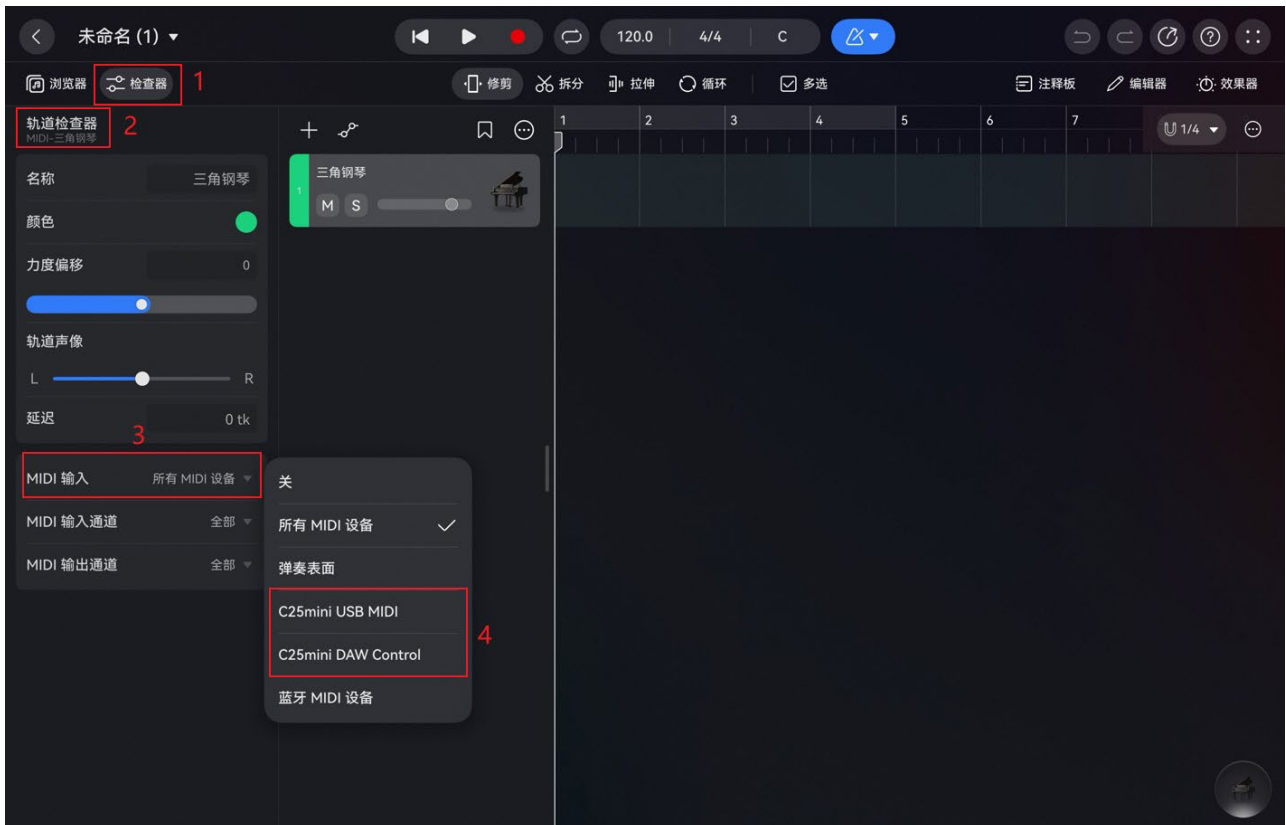 未命名 (1)
120.0 4/4 C
浏览器 检查器 1 修剪 拆分 拉伸 循环 多选 注释板 编辑器 效果器
轨道检查器 2
MIDI-三角钢琴
1 2 3 4 5 6 7 1/4
名称 三角钢琴
三角钢琴
1
M S
颜色
力度偏移 0
轨道声像
L R
延迟 0 tk
3
MIDI 输入 所有 MIDI 设备
MIDI 输入通道 全部
MIDI 输出通道 全部
关
所有 MIDI 设备
弹奏表面
C25mini USB MIDI
4
C25mini DAW Control
蓝牙 MIDI 设备